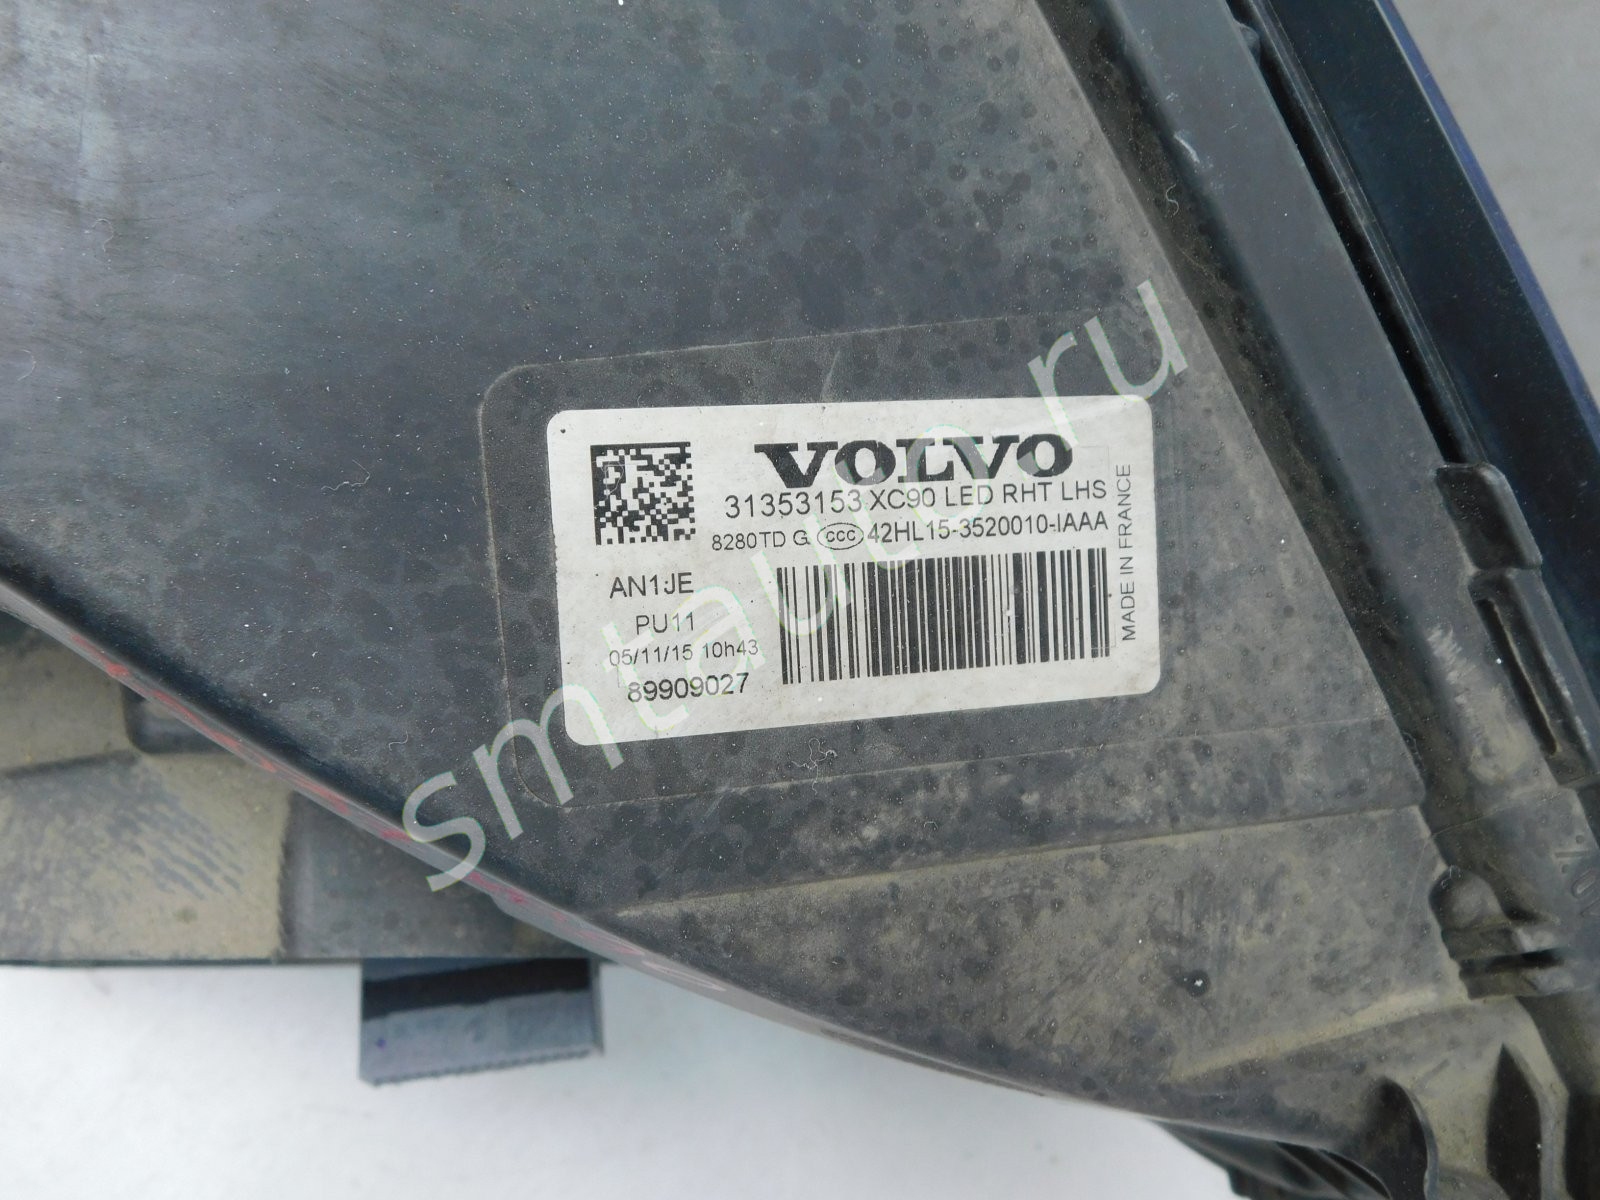 VOLVO
31353153 XC90 LED RHT LHS
8280TD G CCC 42HL15-3520010-IAAA
AN1JE
PU11
05/11/15 10h43
89909027
MADE IN FRANCE
smtauto.ru